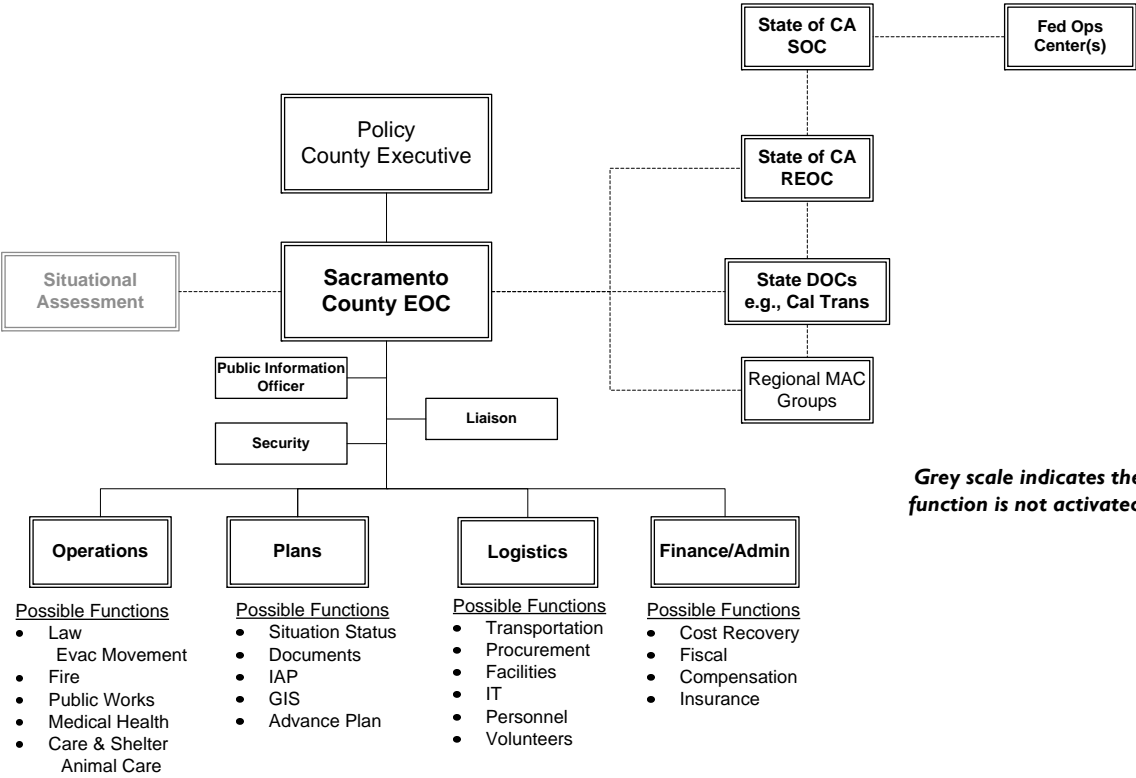 State of CA
SOC
Fed Ops
Center(s)
Policy
County Executive
State of CA
REOC
Situational
Assessment
Sacramento
County EOC
State DOCs
e.g., Cal Trans
Public Information
Officer
Regional MAC
Groups
Liaison
Security
Grey scale indicates the
function is not activated
Operations
Plans
Logistics
Finance/Admin
Possible Functions
• Law
Evac Movement
• Fire
• Public Works
• Medical Health
• Care & Shelter
Animal Care
Possible Functions
• Situation Status
• Documents
• IAP
• GIS
• Advance Plan
Possible Functions
• Transportation
• Procurement
• Facilities
• IT
• Personnel
• Volunteers
Possible Functions
• Cost Recovery
• Fiscal
• Compensation
• Insurance